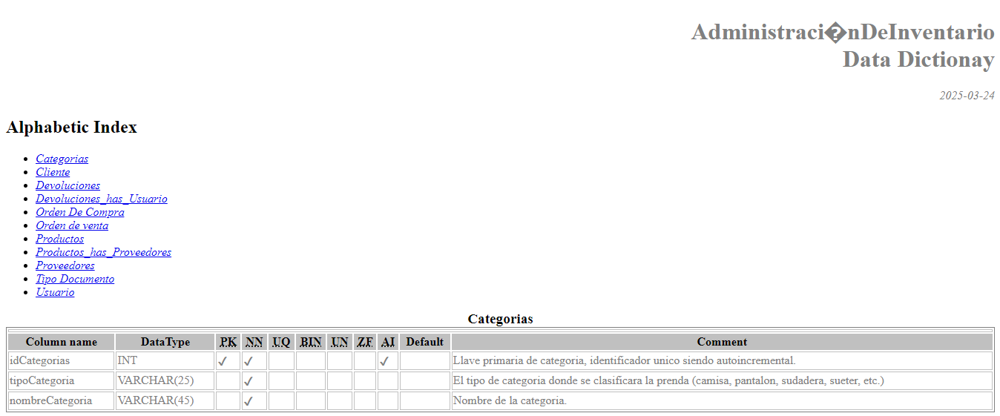 Administraci�nDeInventario
Data Dictionay
2025-03-24
Alphabetic Index
Categorias
Cliente
Devoluciones
Devoluciones_has_Usuario
Orden De Compra
Orden de venta
Productos
Productos_has_Proveedores
Proveedores
Tipo Documento
Usuario
Categorias
Column name DataType PK NN UQ BIN UN ZF AI Default Comment
idCategorias INT ✓ ✓ ✓ Llave primaria de categoria, identificador unico siendo autoincremental.
tipoCategoria VARCHAR(25) ✓ El tipo de categoria donde se clasificara la prenda (camisa, pantalon, sudadera, sueter, etc.)
nombreCategoria VARCHAR(45) ✓ Nombre de la categoria.